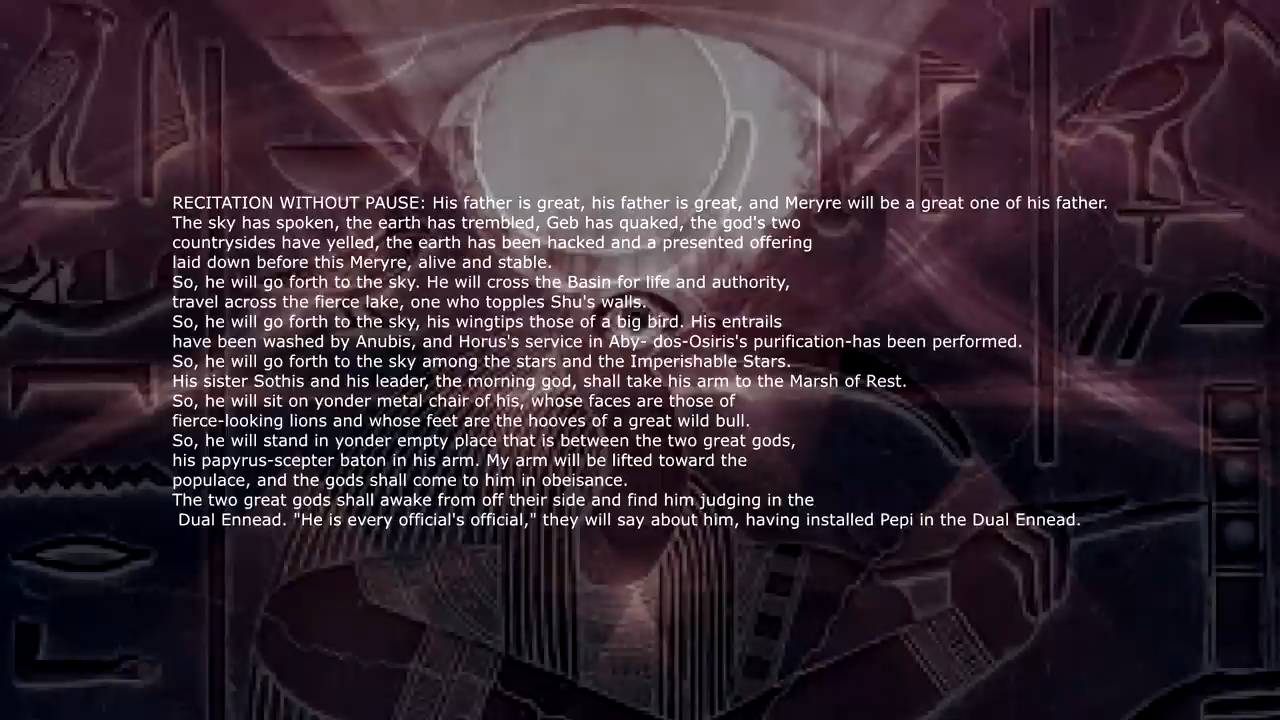 RECITATION WITHOUT PAUSE: His father is great, his father is great, and Meryre will be a great one of his father.
The sky has spoken, the earth has trembled, Geb has quaked, the god's two
countrysides have yelled, the earth has been hacked and a presented offering
laid down before this Meryre, alive and stable.
So, he will go forth to the sky. He will cross the Basin for life and authority,
travel across the fierce lake, one who topples Shu's walls.
So, he will go forth to the sky, his wingtips those of a big bird. His entrails
have been washed by Anubis, and Horus's service in Aby- dos-Osiris's purification-has been performed.
So, he will go forth to the sky among the stars and the Imperishable Stars.
His sister Sothis and his leader, the morning god, shall take his arm to the Marsh of Rest.
So, he will sit on yonder metal chair of his, whose faces are those of
fierce-looking lions and whose feet are the hooves of a great wild bull.
So, he will stand in yonder empty place that is between the two great gods,
his papyrus-scepter baton in his arm. My arm will be lifted toward the
populace, and the gods shall come to him in obeisance.
The two great gods shall awake from off their side and find him judging in the
Dual Ennead. "He is every official's official," they will say about him, having installed Pepi in the Dual Ennead.